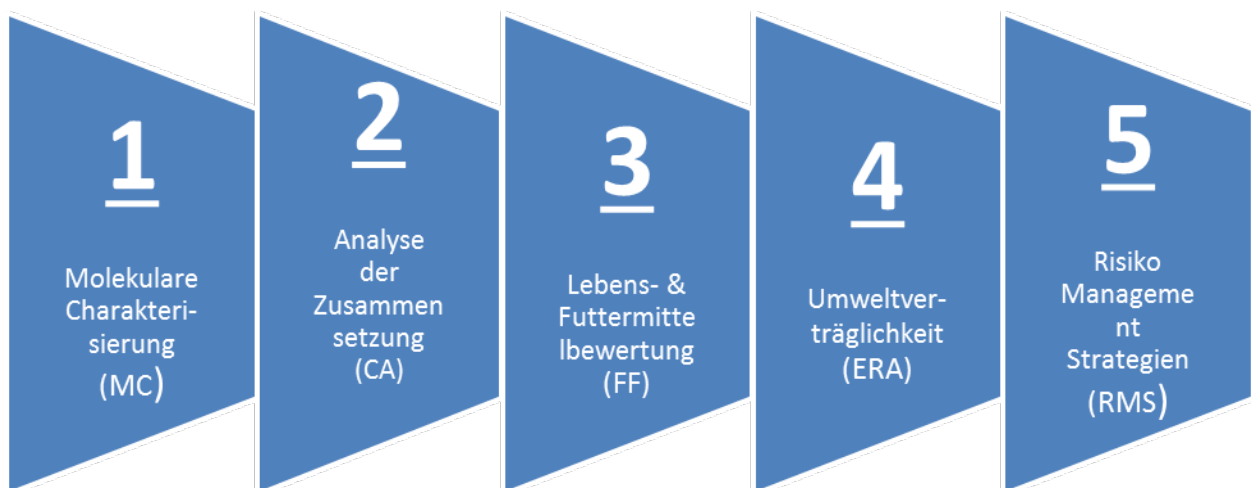 1
Molekulare
Charakteri-
sierung
(MC)
2
Analyse
der
Zusammen
setzung
(CA)
3
Lebens- &
Futtermitte
lbewertung
(FF)
4
Umweltver-
träglichkeit
(ERA)
5
Risiko
Manageme
nt
Strategien
(RMS)